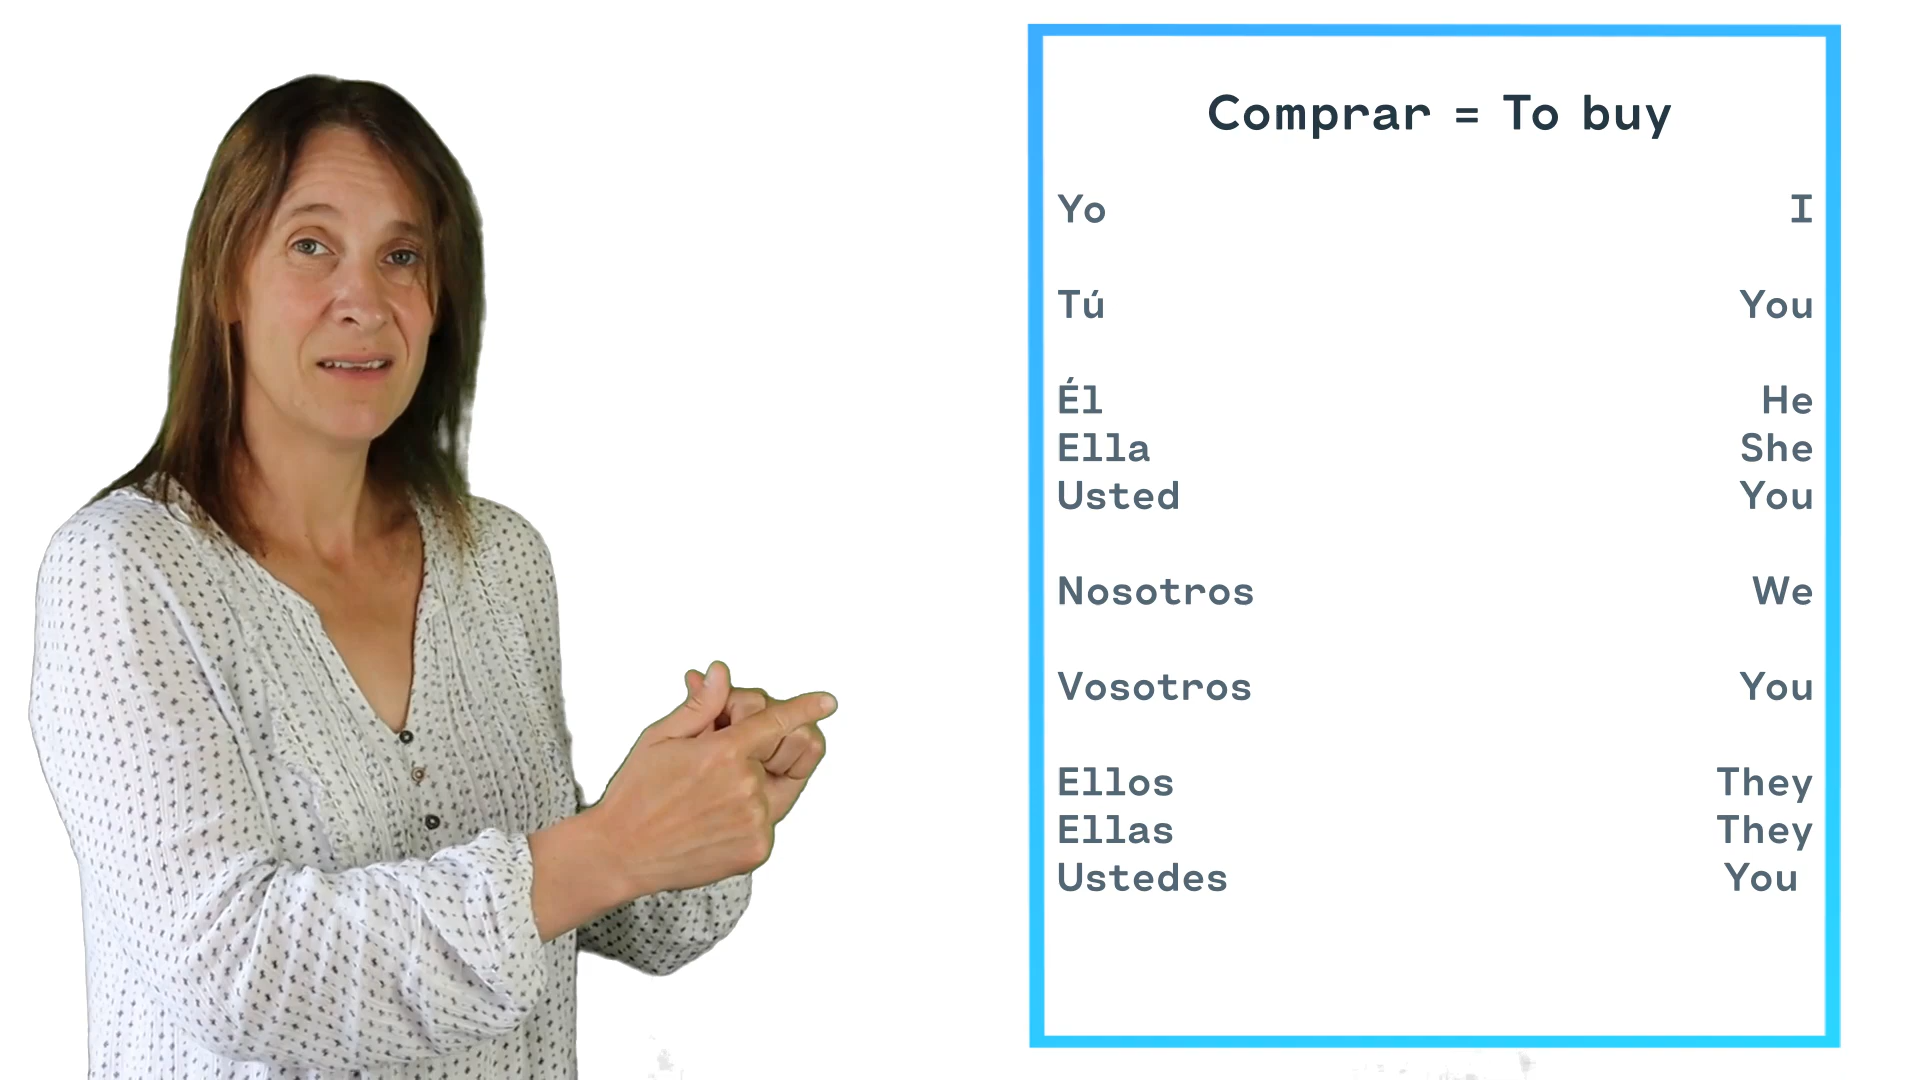 Comprar = To buy
Yo I
Tú You
Él He
Ella She
Usted You
Nosotros We
Vosotros You
Ellos They
Ellas They
Ustedes You